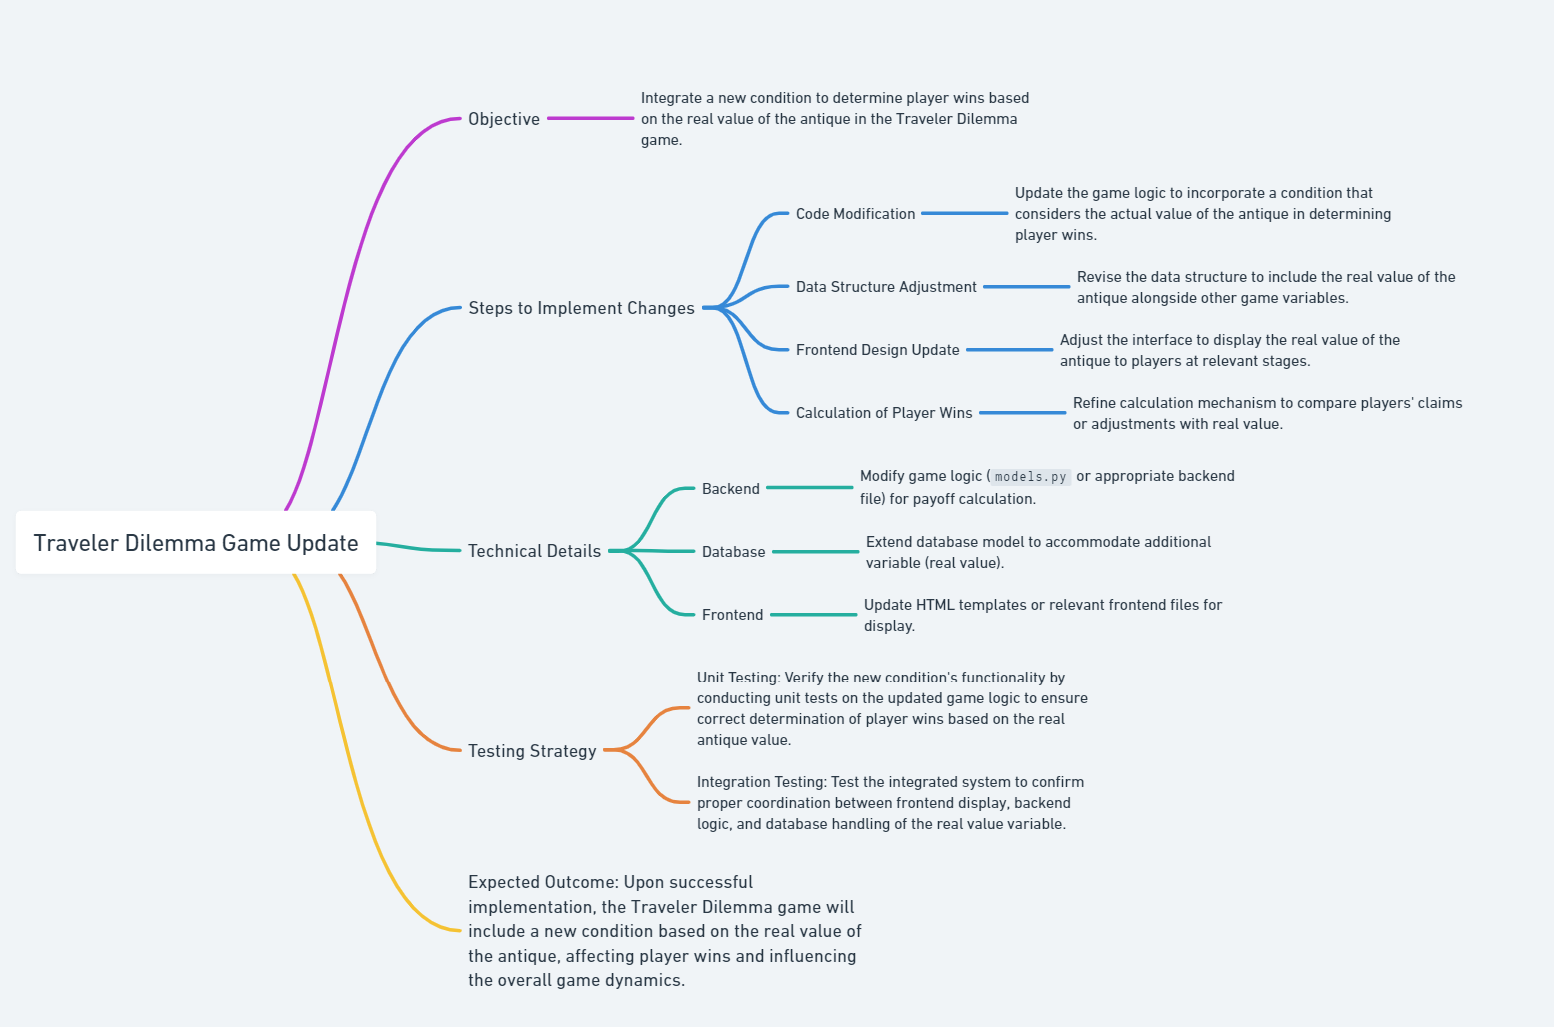 Traveler Dilemma Game Update
Objective
Integrate a new condition to determine player wins based
on the real value of the antique in the Traveler Dilemma
game.
Steps to Implement Changes
Code Modification
Update the game logic to incorporate a condition that
considers the actual value of the antique in determining
player wins.
Data Structure Adjustment
Revise the data structure to include the real value of the
antique alongside other game variables.
Frontend Design Update
Adjust the interface to display the real value of the
antique to players at relevant stages.
Calculation of Player Wins
Refine calculation mechanism to compare players' claims
or adjustments with real value.
Technical Details
Backend
Modify game logic (models.py or appropriate backend
file) for payoff calculation.
Database
Extend database model to accommodate additional
variable (real value).
Frontend
Update HTML templates or relevant frontend files for
display.
Testing Strategy
Unit Testing: Verify the new condition's functionality by
conducting unit tests on the updated game logic to ensure
correct determination of player wins based on the real
antique value.
Integration Testing: Test the integrated system to confirm
proper coordination between frontend display, backend
logic, and database handling of the real value variable.
Expected Outcome: Upon successful
implementation, the Traveler Dilemma game will
include a new condition based on the real value of
the antique, affecting player wins and influencing
the overall game dynamics.